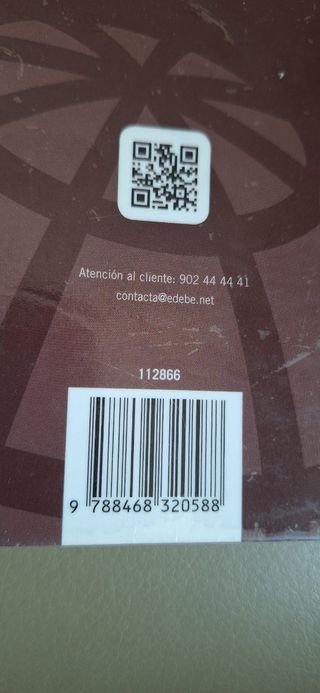 Atención al cliente: 902 44 44 41
contacta@edebe.net
112866
9 788468 320588